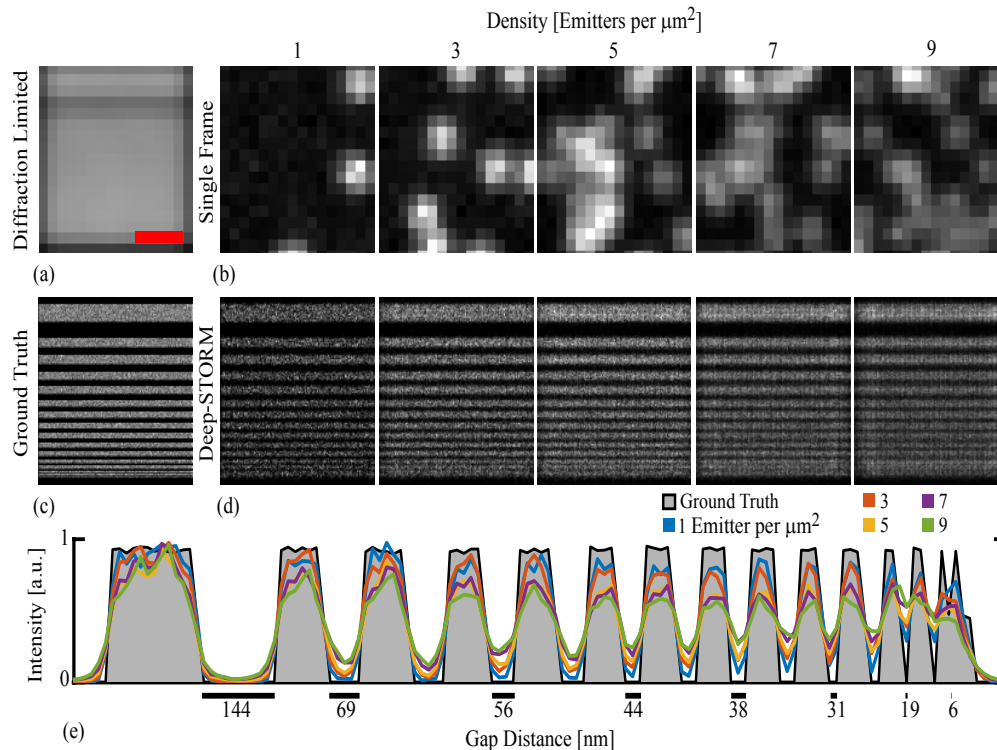 Density [Emitters per μm²]
1 3 5 7 9
Diffraction Limited
Single Frame
(a)
(b)
Ground Truth
Deep-STORM
(c)
(d)
Ground Truth 3 7
1 Emitter per μm² 5 9
1
Intensity [a.u.]
0
144 69 56 44 38 31 19 6
(e)
Gap Distance [nm]